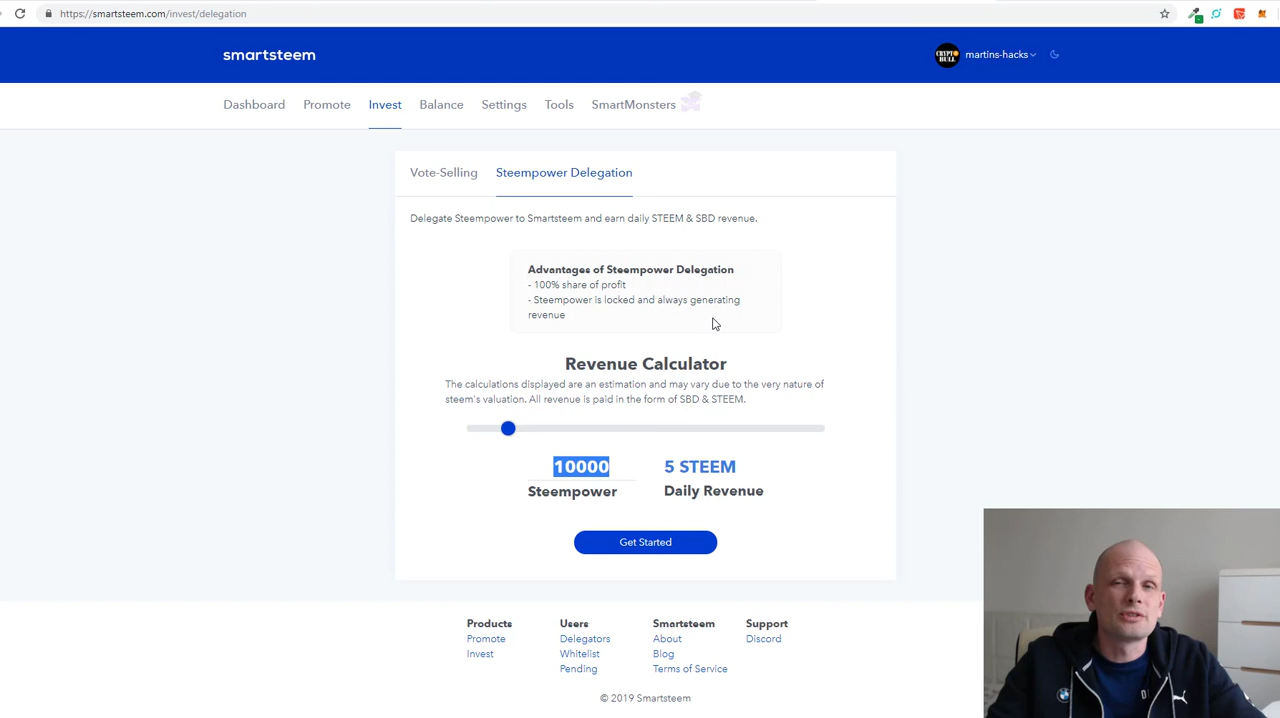 https://smartsteem.com/invest/delegation
smartsteem
CRYPTO BULL
martins-hacks
Dashboard Promote Invest Balance Settings Tools SmartMonsters
Vote-Selling Steempower Delegation
Delegate Steempower to Smartsteem and earn daily STEEM & SBD revenue.
Advantages of Steempower Delegation
- 100% share of profit
- Steempower is locked and always generating
revenue
Revenue Calculator
The calculations displayed are an estimation and may vary due to the very nature of
steem's valuation. All revenue is paid in the form of SBD & STEEM.
10000 5 STEEM
Steempower Daily Revenue
Get Started
Products Users Smartsteem Support
Promote Delegators About Discord
Invest Whitelist Blog
Pending Terms of Service
© 2019 Smartsteem